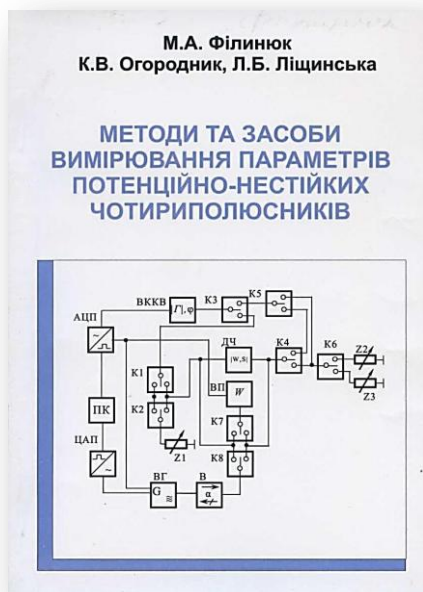 М.А. Філинюк
К.В. Огородник, Л.Б. Ліщинська
МЕТОДИ ТА ЗАСОБИ
ВИМІРЮВАННЯ ПАРАМЕТРІВ
ПОТЕНЦІЙНО-НЕСТІЙКИХ
ЧОТИРИПОЛЮСНИКІВ
ВККВ К3 К5
АЦП |Г|,φ
ДЧ К4 К6 Z2
|W,S|
К1 ВП W Z3
ПК К2 К7
ЦАП Z1 К8
ВГ В
G α